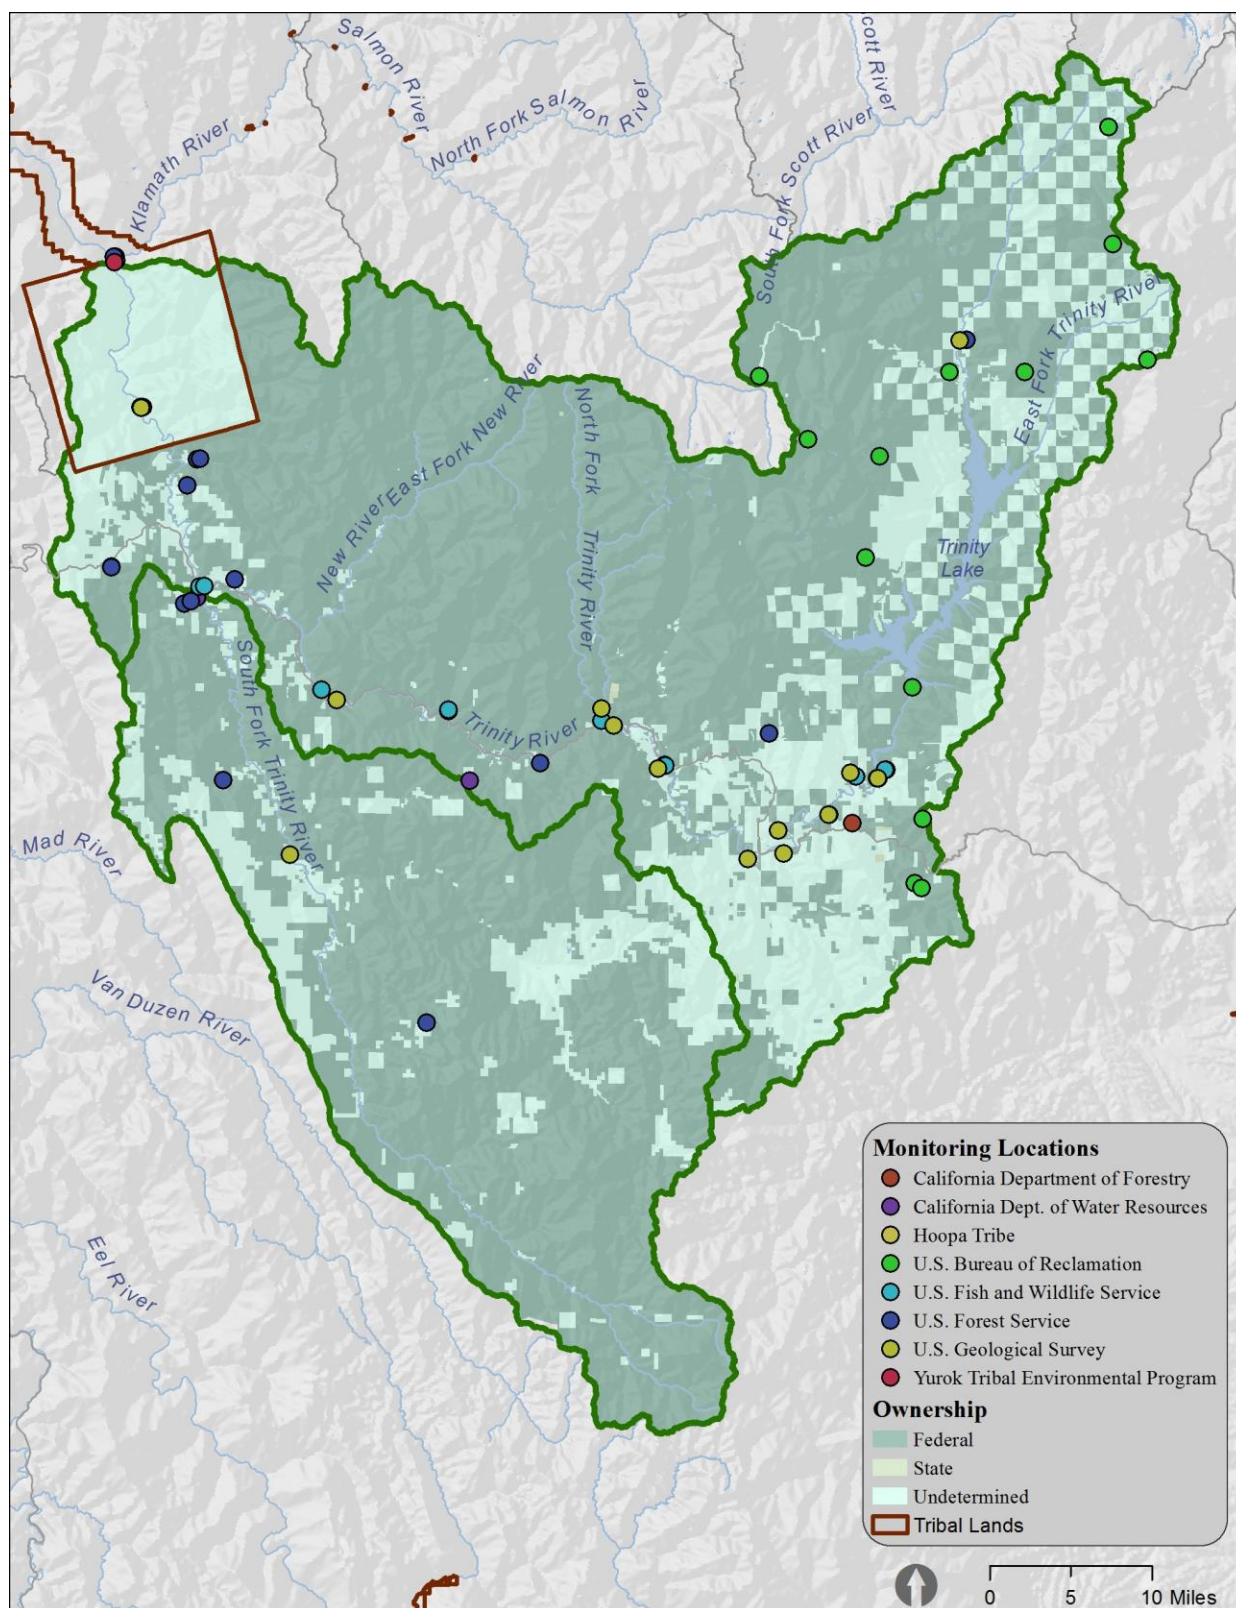 Salmon River
Scott River
North Fork Salmon River
South Fork Scott River
Klamath River
East Fork Trinity River
East Fork New River
New River
North Fork Trinity River
Trinity
Lake
South Fork Trinity River
Trinity River
Mad River
Van Duzen River
Eel River
Monitoring Locations
California Department of Forestry
California Dept. of Water Resources
Hoopa Tribe
U.S. Bureau of Reclamation
U.S. Fish and Wildlife Service
U.S. Forest Service
U.S. Geological Survey
Yurok Tribal Environmental Program
Ownership
Federal
State
Undetermined
Tribal Lands
0 5 10 Miles